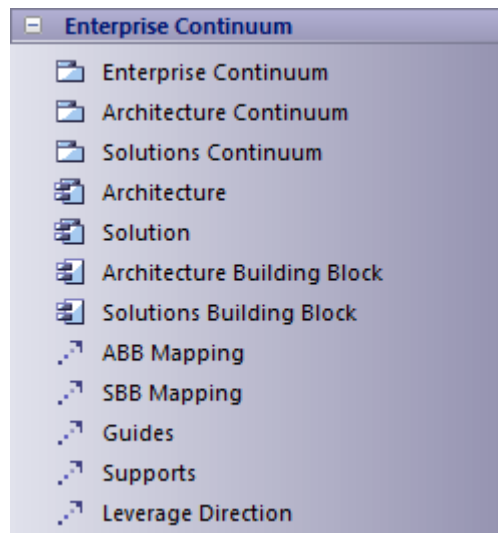 Enterprise Continuum
Enterprise Continuum
Architecture Continuum
Solutions Continuum
Architecture
Solution
Architecture Building Block
Solutions Building Block
ABB Mapping
SBB Mapping
Guides
Supports
Leverage Direction